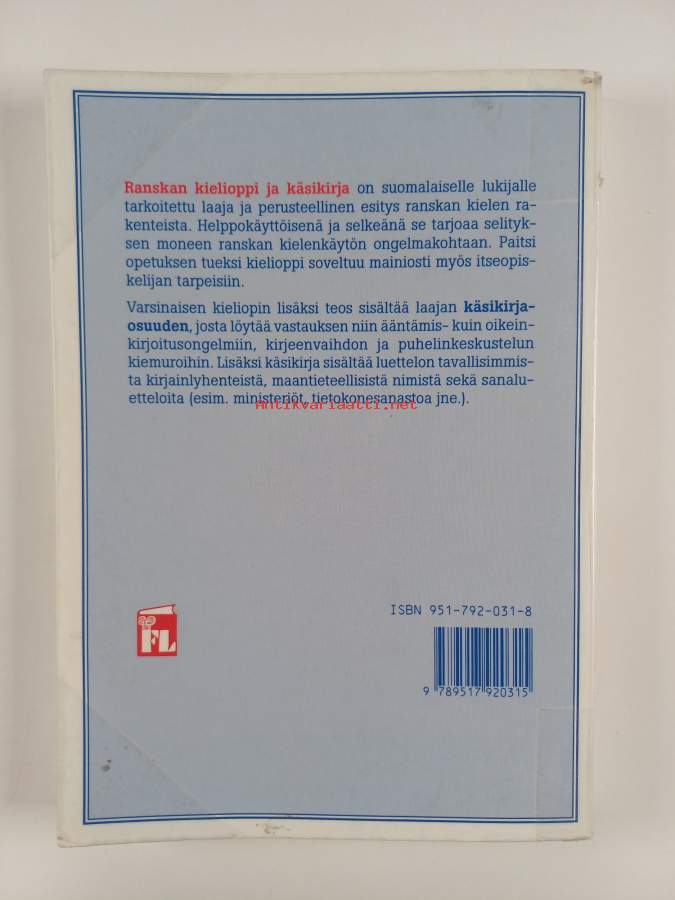 Ranskan kielioppi ja käsikirja on suomalaiselle lukijalle
tarkoitettu laaja ja perusteellinen esitys ranskan kielen ra-
kenteista. Helppokäyttöisenä ja selkeänä se tarjoaa selityk-
sen moneen ranskan kielenkäytön ongelmakohtaan. Paitsi
opetuksen tueksi kielioppi soveltuu mainiosti myös itseopis-
kelijan tarpeisiin.
Varsinaisen kieliopin lisäksi teos sisältää laajan käsikirja-
osuuden, josta löytää vastauksen niin ääntämis- kuin oikein-
kirjoitusongelmiin, kirjeenvaihdon ja puhelinkeskustelun
kiemuroihin. Lisäksi käsikirja sisältää luettelon tavallisimmis-
ta kirjainlyhenteistä, maantieteellisistä nimistä sekä sanalu-
etteloita (esim. ministeriöt, tietokonesanastoa jne.).
Antikvariaatti.net
ISBN 951-792-031-8
FL
9 789517 920315